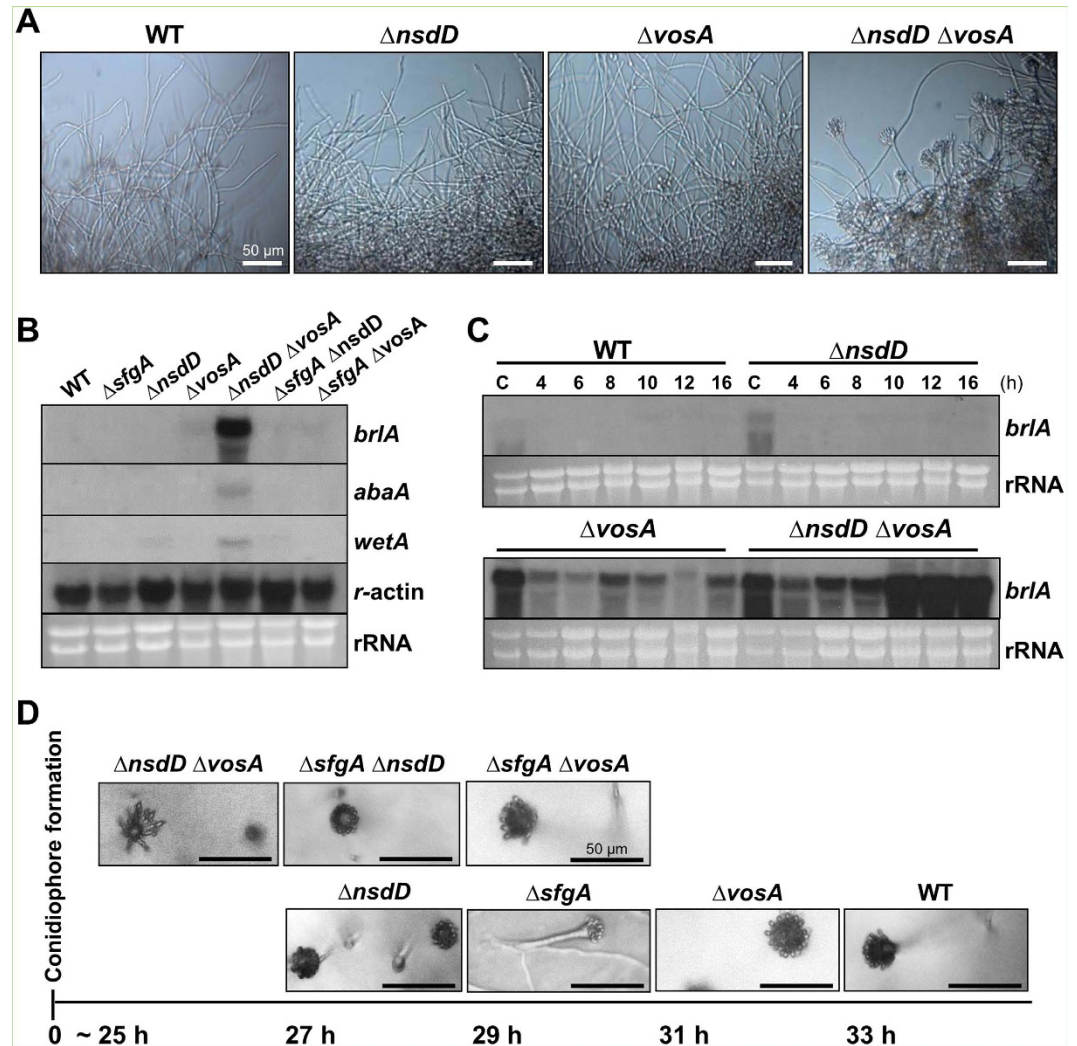 A
WT
ΔnsdD
ΔvosA
ΔnsdD ΔvosA
50 µm
B
WT
ΔsfgA
ΔnsdD
ΔvosA
ΔnsdD ΔvosA
ΔsfgA ΔnsdD
ΔsfgA ΔvosA
brlA
abaA
wetA
r-actin
rRNA
C
WT ΔnsdD
C 4 6 8 10 12 16 C 4 6 8 10 12 16 (h)
brlA
rRNA
ΔvosA ΔnsdD ΔvosA
brlA
rRNA
D
Conidiophore formation
ΔnsdD ΔvosA ΔsfgA ΔnsdD ΔsfgA ΔvosA
50 µm
ΔnsdD ΔsfgA ΔvosA WT
0 ~ 25 h 27 h 29 h 31 h 33 h